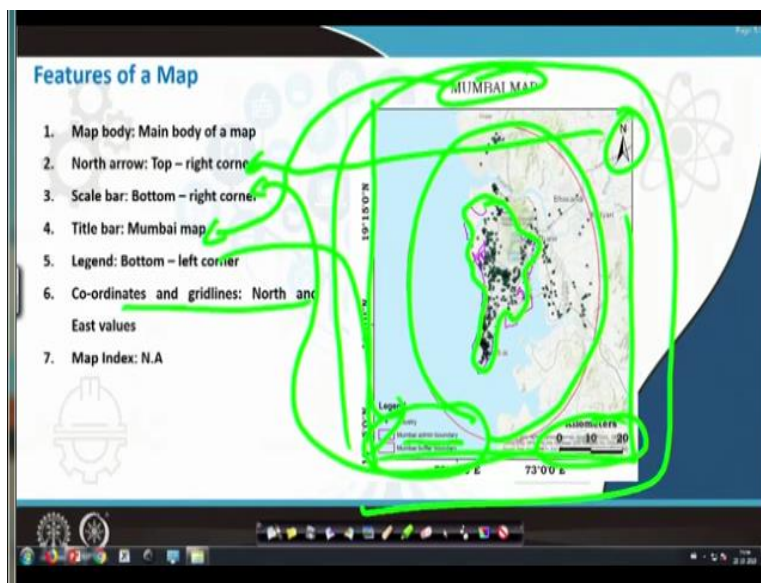 Features of a Map
1. Map body: Main body of a map
2. North arrow: Top – right corne
3. Scale bar: Bottom – right corner
4. Title bar: Mumbai map
5. Legend: Bottom – left corner
6. Co-ordinates and gridlines: North and
East values
7. Map Index: N.A
MUMBAI MAP
N
19°15'0"N
Legend
Mumbai admin boundary
Mumbai buffer boundary
Kilometers
0 10 20
73°0'0"E